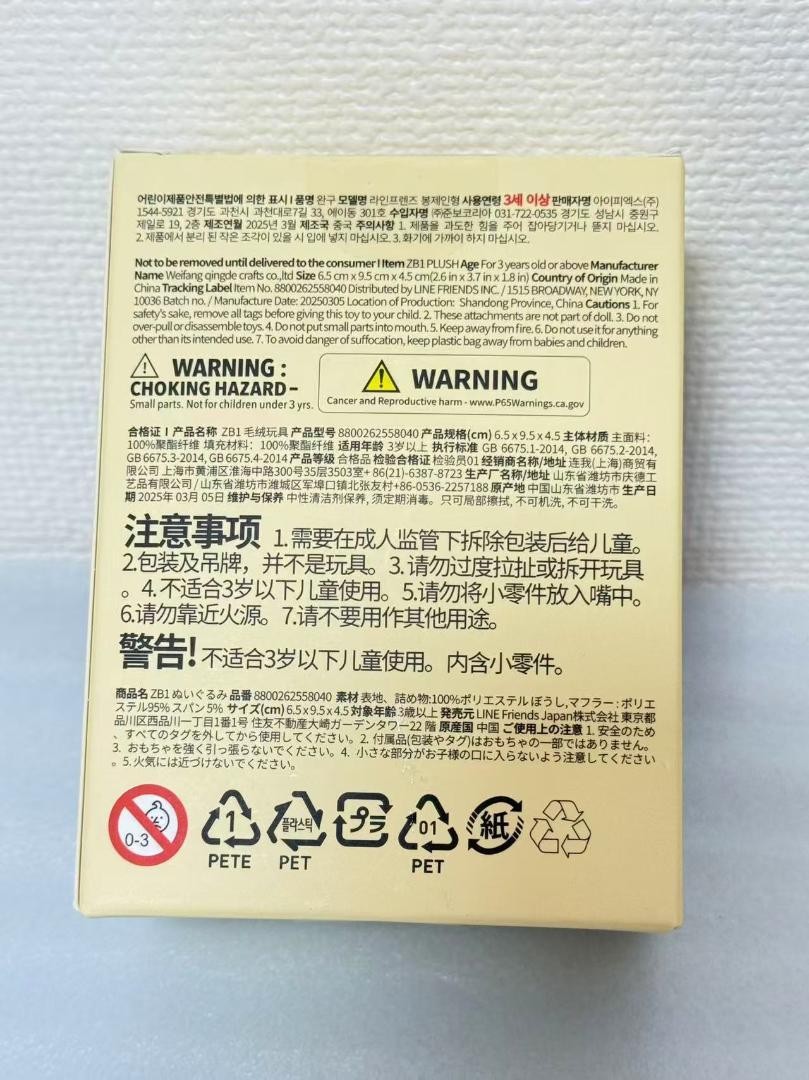 어린이제품안전특별법에 의한 표시 I 품명 완구 모델명 라인프렌즈 봉제인형 사용연령 3세 이상 판매자명 아이피엑스(주)
1544-5921 경기도 과천시 과천대로7길 33, 에이동 301호 수입자명 ㈜준보코리아 031-722-0535 경기도 성남시 중원구
제일로 19, 2층 제조연월 2025년 3월 제조국 중국 주의사항 1. 제품을 과도한 힘을 주어 잡아당기거나 뜯지 마십시오.
2. 제품에서 분리 된 작은 조각이 있을 시 입에 넣지 마십시오. 3. 화기에 가까이 하지 마십시오.
Not to be removed until delivered to the consumer I Item ZB1 PLUSH Age For 3 years old or above Manufacturer
Name Weifang qingde crafts co.,ltd Size 6.5 cm x 9.5 cm x 4.5 cm(2.6 in x 3.7 in x 1.8 in) Country of Origin Made in
China Tracking Label Item No. 8800262558040 Distributed by LINE FRIENDS INC. / 1515 BROADWAY, NEW YORK, NY
10036 Batch no. / Manufacture Date: 20250305 Location of Production: Shandong Province, China Cautions 1. For
safety's sake, remove all tags before giving this toy to your child. 2. These attachments are not part of doll. 3. Do not
over-pull or disassemble toys. 4. Do not put small parts into mouth. 5. Keep away from fire. 6. Do not use it for anything
other than its intended use. 7. To avoid danger of suffocation, keep plastic bag away from babies and children.
WARNING :
CHOKING HAZARD–
Small parts. Not for children under 3 yrs.
WARNING
Cancer and Reproductive harm - www.P65Warnings.ca.gov
合格证 I 产品名称 ZB1 毛绒玩具 产品型号 8800262558040 产品规格(cm) 6.5 x 9.5 x 4.5 主体材质 主面料：
100%聚酯纤维 填充材料：100%聚酯纤维 适用年龄 3岁以上 执行标准 GB 6675.1-2014, GB 6675.2-2014,
GB 6675.3-2014, GB 6675.4-2014 产品等级 合格品 检验合格证 检验员01 经销商名称/地址 连我(上海)商贸有
限公司 上海市黄浦区淮海中路300号35层3503室+ 86(21)-6387-8723 生产厂名称/地址 山东省潍坊市庆德工
艺品有限公司 / 山东省潍坊市潍城区军埠口镇北张友村+86-0536-2257188 原产地 中国山东省潍坊市 生产日
期 2025年 03月 05日 维护与保养 中性清洁剂保养, 须定期消毒。只可局部擦拭, 不可机洗, 不可干洗。
注意事项 1.需要在成人监管下拆除包装后给儿童。
2.包装及吊牌，并不是玩具。3.请勿过度拉扯或拆开玩具
。4.不适合3岁以下儿童使用。5.请勿将小零件放入嘴中。
6.请勿靠近火源。7.请不要用作其他用途。
警告! 不适合3岁以下儿童使用。内含小零件。
商品名 ZB1 ぬいぐるみ 品番 8800262558040 素材 表地、詰め物:100%ポリエステル ぼうし,マフラー : ポリエ
ステル95% スパン 5% サイズ(cm) 6.5 x 9.5 x 4.5 対象年齢 3歳以上 発売元 LINE Friends Japan株式会社 東京都
品川区西品川一丁目1番1号 住友不動産大崎ガーデンタワー22 階 原産国 中国 ご使用上の注意 1. 安全のため
、すべてのタグを外してから使用してください。2. 付属品(包装やタグ)はおもちゃの一部ではありません。
3. おもちゃを強く引っ張らないでください。4. 小さな部分がお子様の口に入らないよう注意してください
。5. 火気には近づけないでください。
0-3
1
PETE
플라스틱
PET
プラ
01
PET
紙